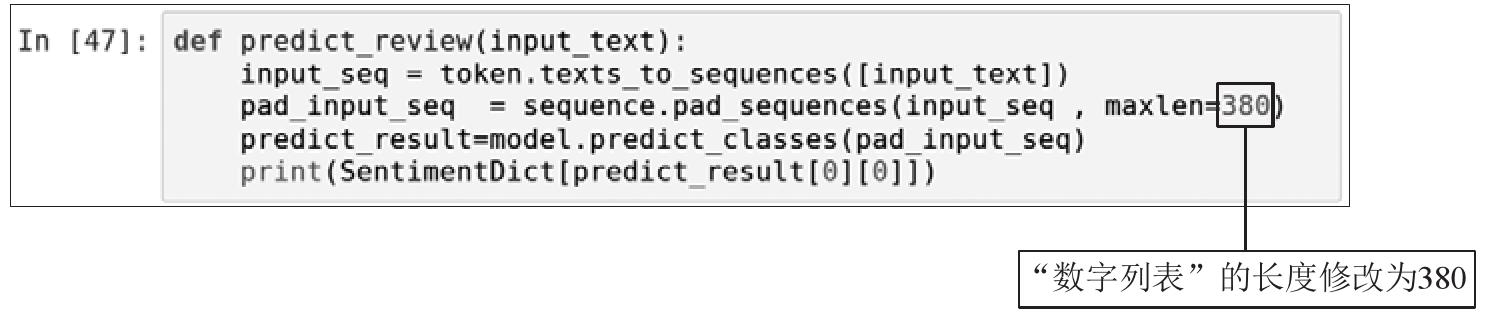 In [47]: def predict_review(input_text):
input_seq = token.texts_to_sequences([input_text])
pad_input_seq  = sequence.pad_sequences(input_seq , maxlen=380)
predict_result=model.predict_classes(pad_input_seq)
print(SentimentDict[predict_result[0][0]])
“数字列表”的长度修改为380